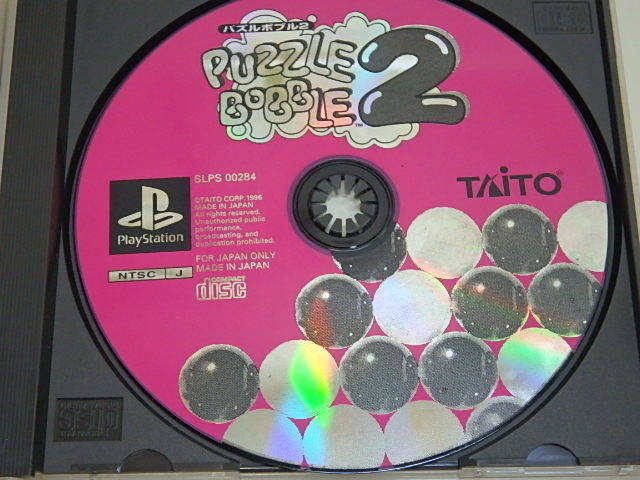 パズルボブル2
PUZZLE
BOBBLE 2
TM
SLPS 00284
TAITO®
PlayStation
©TAITO CORP. 1996
MADE IN JAPAN
All rights reserved.
Unauthorized public
performance,
broadcasting, and
duplication prohibited.
NTSC J
FOR JAPAN ONLY
MADE IN JAPAN
COMPACT
disc